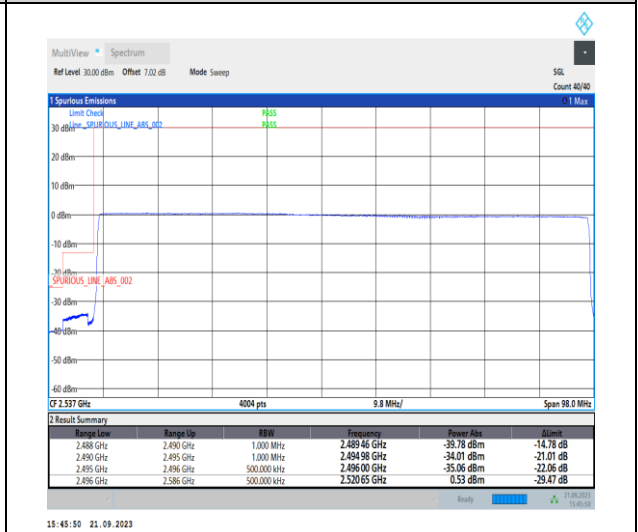 MultiView Spectrum
Ref Level 30.00 dBm Offset 7.02 dB Mode Sweep SGL
Count 40/40
1 Spurious Emissions 1 Max
Limit Check PASS
Line _SPURIOUS_LINE_ABS_002 PASS
30 dBm
20 dBm
10 dBm
0 dBm
-10 dBm
-20 dBm
_SPURIOUS_LINE_ABS_002
-30 dBm
-40 dBm
-50 dBm
-60 dBm
CF 2.537 GHz 4004 pts 9.8 MHz/ Span 98.0 MHz
2 Result Summary
Range Low Range Up RBW Frequency Power Abs ΔLimit
2.488 GHz 2.490 GHz 1.000 MHz 2.489 46 GHz -39.78 dBm -14.78 dB
2.490 GHz 2.495 GHz 1.000 MHz 2.494 98 GHz -34.01 dBm -21.01 dB
2.495 GHz 2.496 GHz 500.000 kHz 2.496 00 GHz -35.06 dBm -22.06 dB
2.496 GHz 2.586 GHz 500.000 kHz 2.520 65 GHz 0.53 dBm -29.47 dB
Ready 21.09.2023
15:45:50
15:45:50 21.09.2023